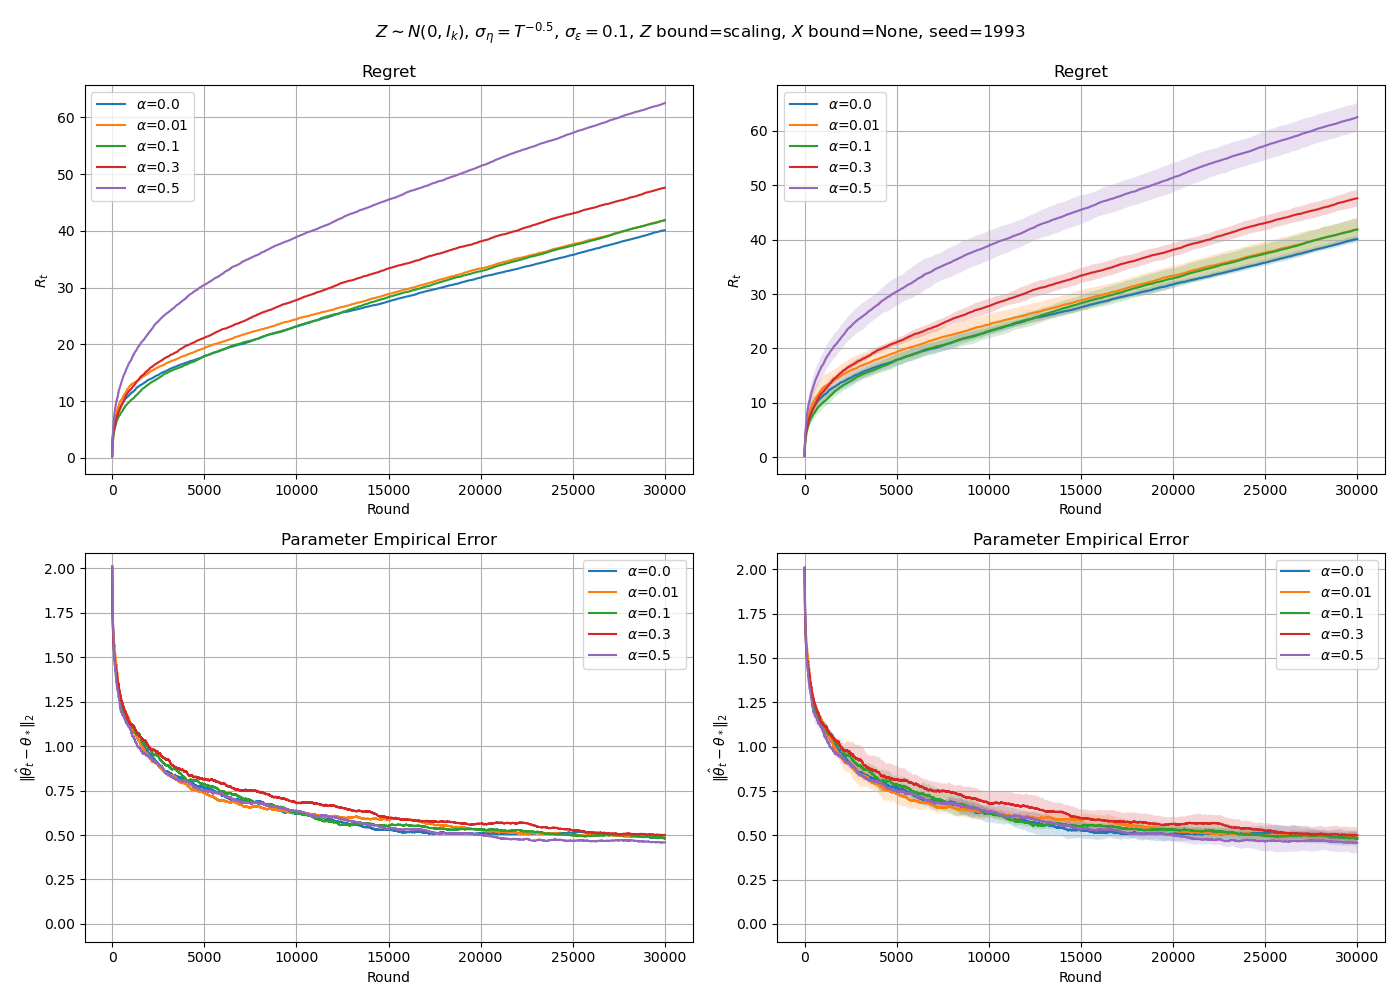 Z ∼ N(0, I_k), σ_η = T^{−0.5}, σ_ε = 0.1, Z bound=scaling, X bound=None, seed=1993
Regret
R_t
60
50
40
30
20
10
0
α=0.0
α=0.01
α=0.1
α=0.3
α=0.5
0 5000 10000 15000 20000 25000 30000
Round
Regret
R_t
60
50
40
30
20
10
0
α=0.0
α=0.01
α=0.1
α=0.3
α=0.5
0 5000 10000 15000 20000 25000 30000
Round
Parameter Empirical Error
‖θ̂_t − θ_*‖_2
2.00
1.75
1.50
1.25
1.00
0.75
0.50
0.25
0.00
α=0.0
α=0.01
α=0.1
α=0.3
α=0.5
0 5000 10000 15000 20000 25000 30000
Round
Parameter Empirical Error
‖θ̂_t − θ_*‖_2
2.00
1.75
1.50
1.25
1.00
0.75
0.50
0.25
0.00
α=0.0
α=0.01
α=0.1
α=0.3
α=0.5
0 5000 10000 15000 20000 25000 30000
Round